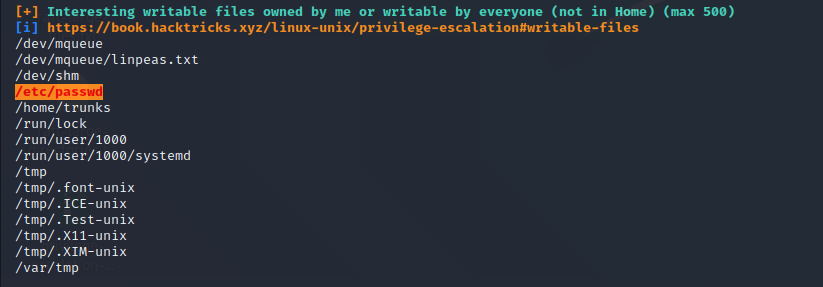 [+] Interesting writable files owned by me or writable by everyone (not in Home) (max 500)
[i] https://book.hacktricks.xyz/linux-unix/privilege-escalation#writable-files
/dev/mqueue
/dev/mqueue/linpeas.txt
/dev/shm
/etc/passwd
/home/trunks
/run/lock
/run/user/1000
/run/user/1000/systemd
/tmp
/tmp/.font-unix
/tmp/.ICE-unix
/tmp/.Test-unix
/tmp/.X11-unix
/tmp/.XIM-unix
/var/tmp